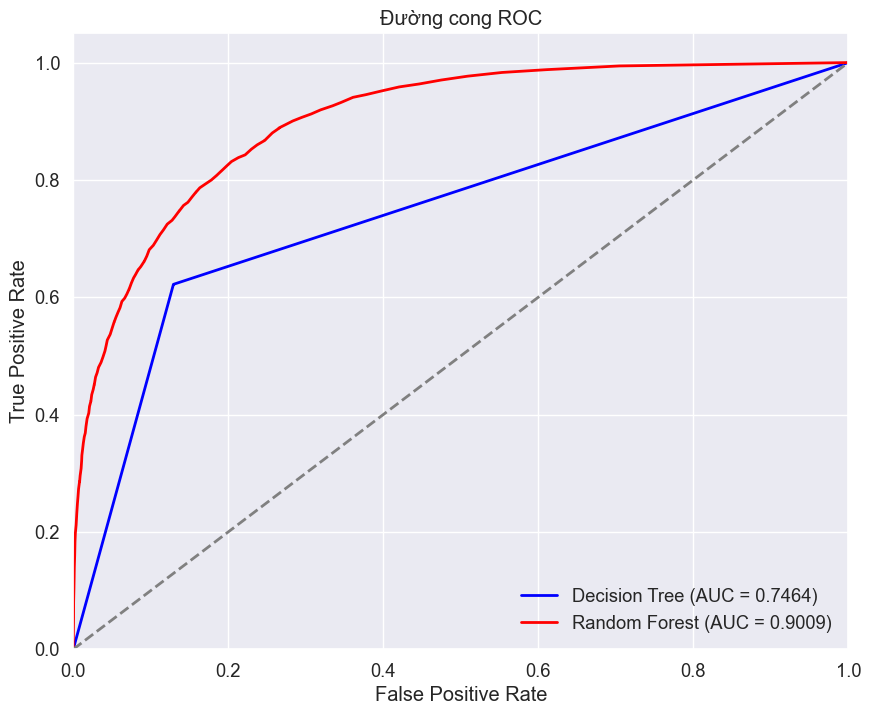 Đường cong ROC
True Positive Rate
1.0
0.8
0.6
0.4
0.2
0.0
Decision Tree (AUC = 0.7464)
Random Forest (AUC = 0.9009)
0.0 0.2 0.4 0.6 0.8 1.0
False Positive Rate